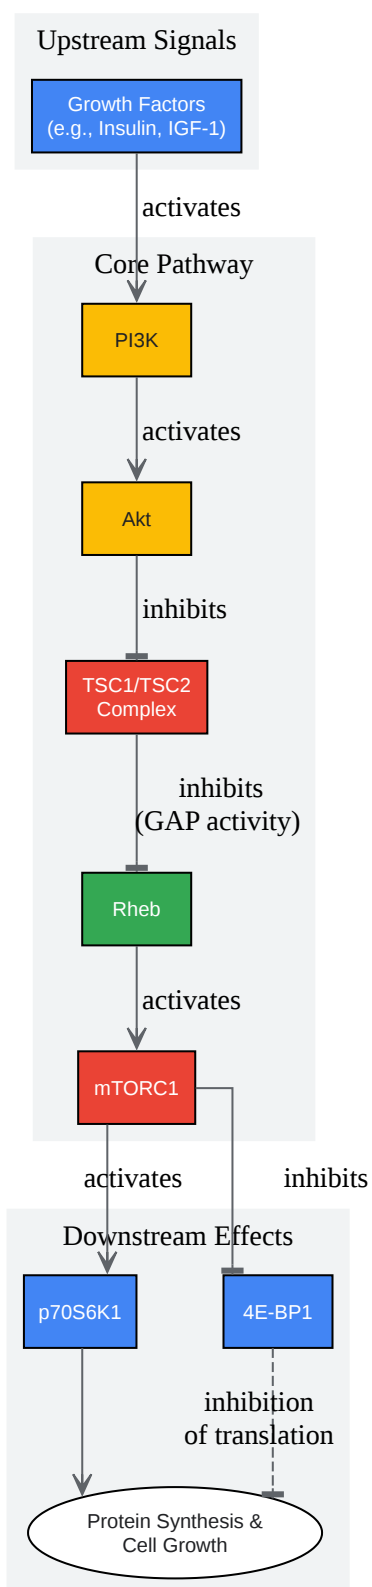 Upstream Signals
Growth Factors
(e.g., Insulin, IGF-1)
activates
Core Pathway
PI3K
activates
Akt
inhibits
TSC1/TSC2
Complex
inhibits
(GAP activity)
Rheb
activates
mTORC1
activates
inhibits
Downstream Effects
p70S6K1
4E-BP1
inhibition
of translation
Protein Synthesis &
Cell Growth